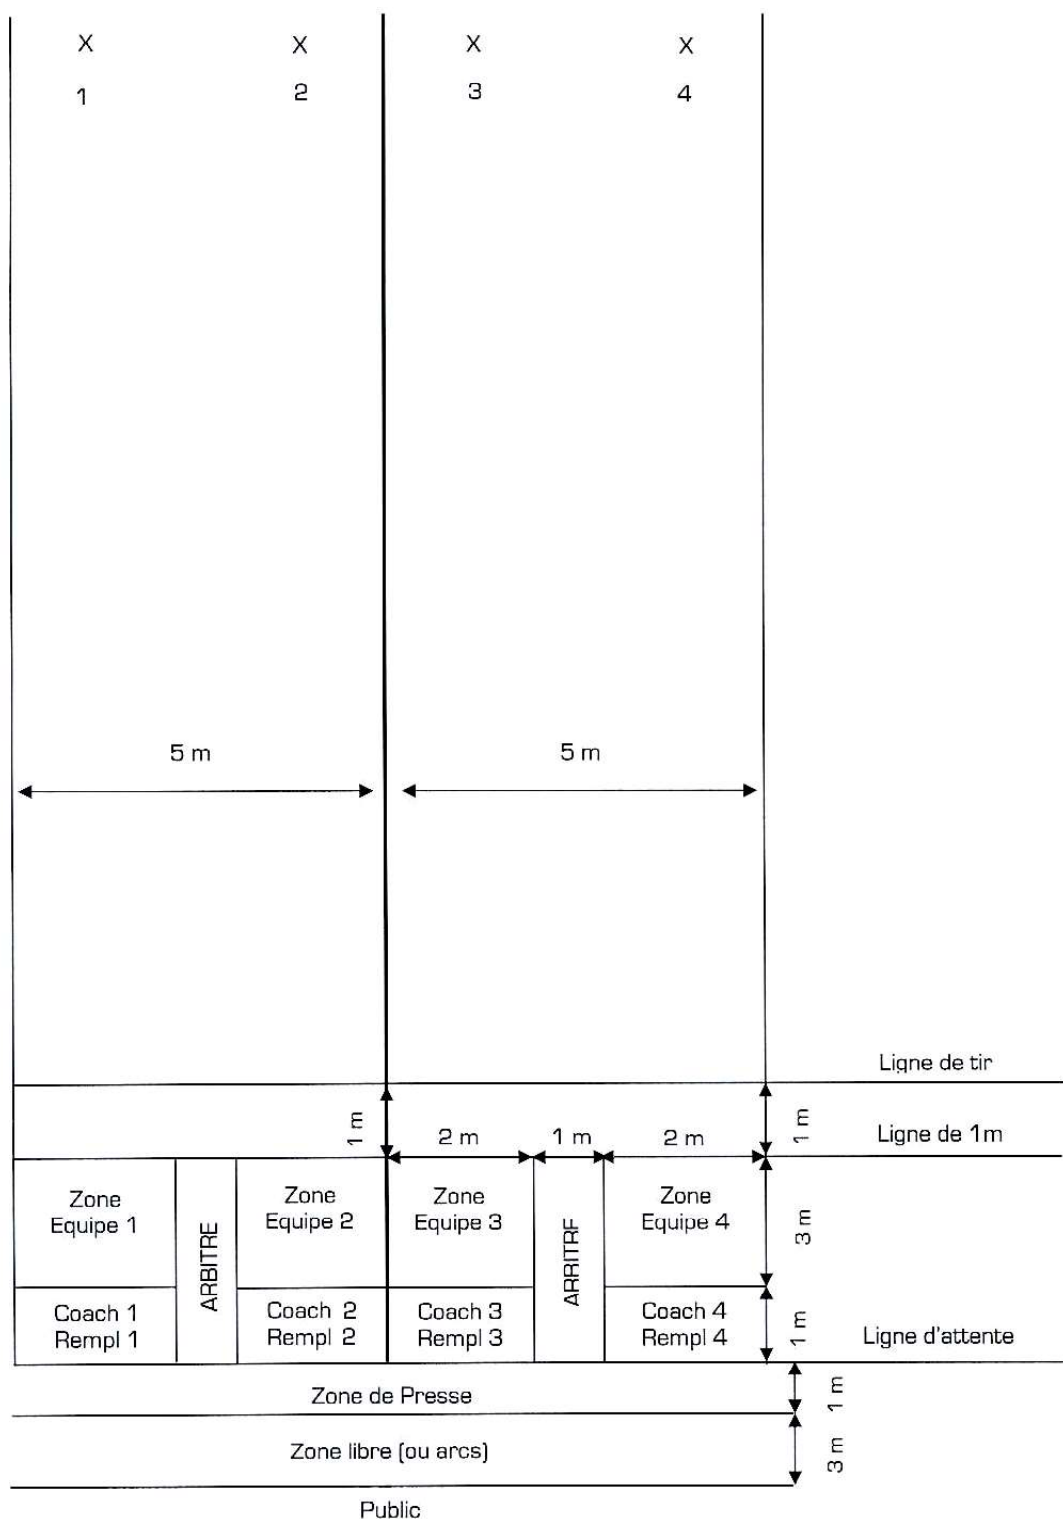 X X X X
1 2 3 4
5 m 5 m
Ligne de tir
1 m 2 m 1 m 2 m 1 m Ligne de 1m
Zone
Equipe 1
ARBITRE
Zone
Equipe 2
Zone
Equipe 3
ARRITRF
Zone
Equipe 4
3 m
Coach 1
Rempl 1
Coach 2
Rempl 2
Coach 3
Rempl 3
Coach 4
Rempl 4
1 m
Ligne d'attente
Zone de Presse
1 m
Zone libre (ou arcs)
3 m
Public